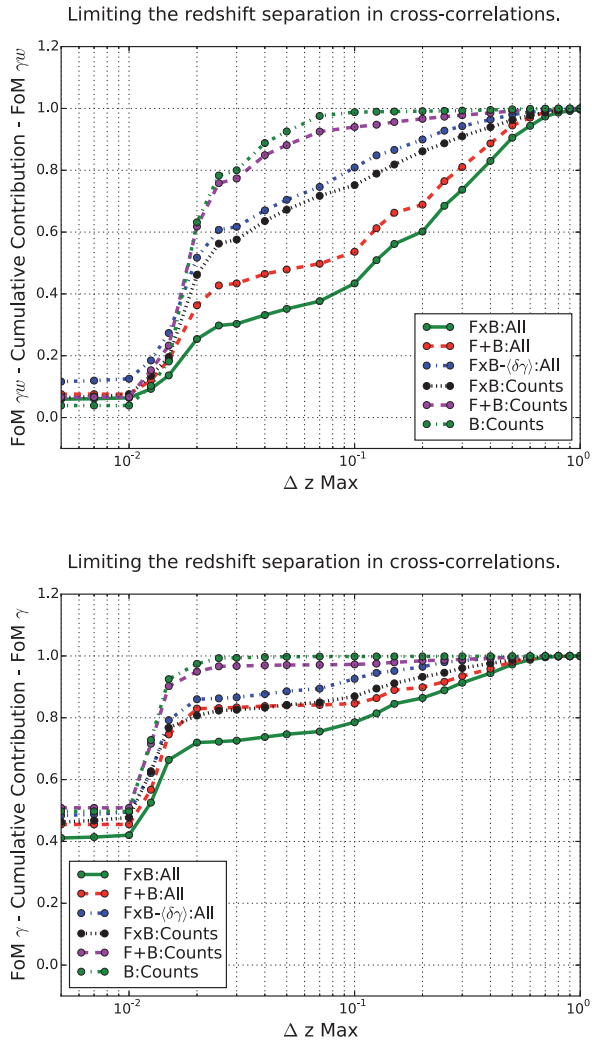 Limiting the redshift separation in cross-correlations.
FoM γw - Cumulative Contribution - FoM γw
1.2
1.0
0.8
0.6
0.4
0.2
0.0
FxB:All
F+B:All
FxB-⟨δγ⟩:All
FxB:Counts
F+B:Counts
B:Counts
10⁻² 10⁻¹ 10⁰
Δ z Max
Limiting the redshift separation in cross-correlations.
FoM γ - Cumulative Contribution - FoM γ
1.2
1.0
0.8
0.6
0.4
0.2
0.0
FxB:All
F+B:All
FxB-⟨δγ⟩:All
FxB:Counts
F+B:Counts
B:Counts
10⁻² 10⁻¹ 10⁰
Δ z Max